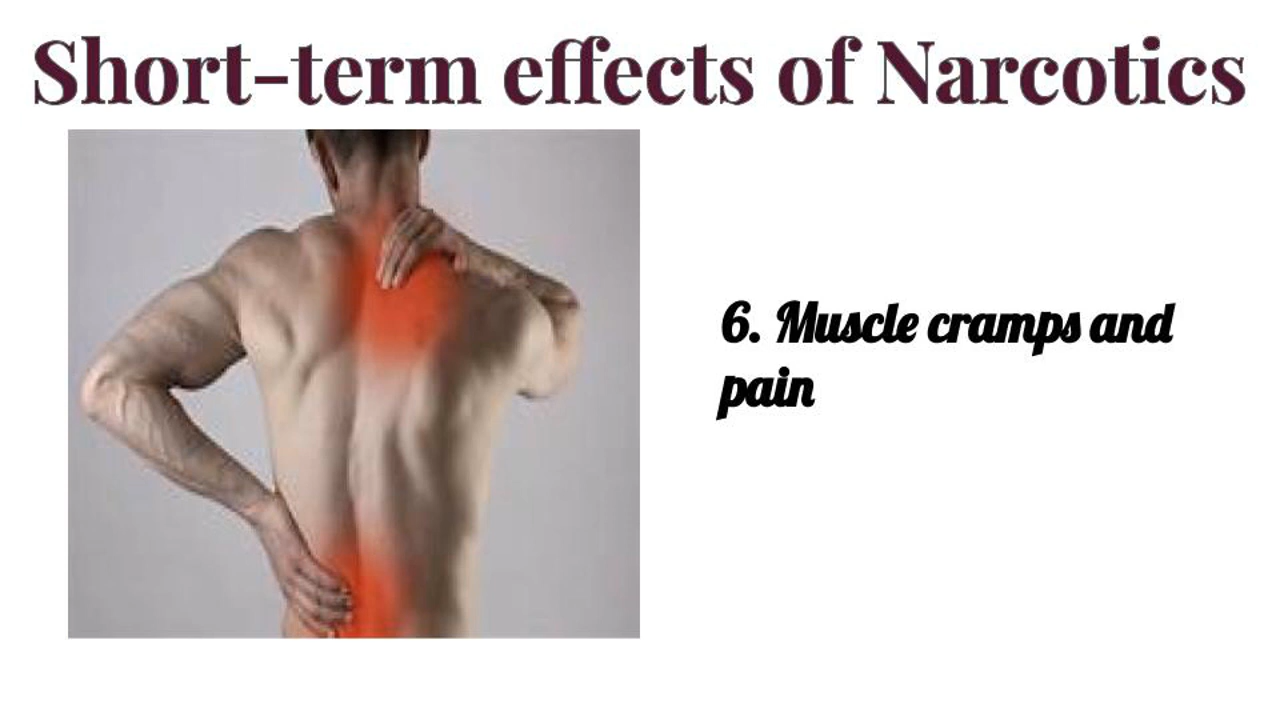 Short-term effects of Narcotics
6. Muscle cramps and
pain